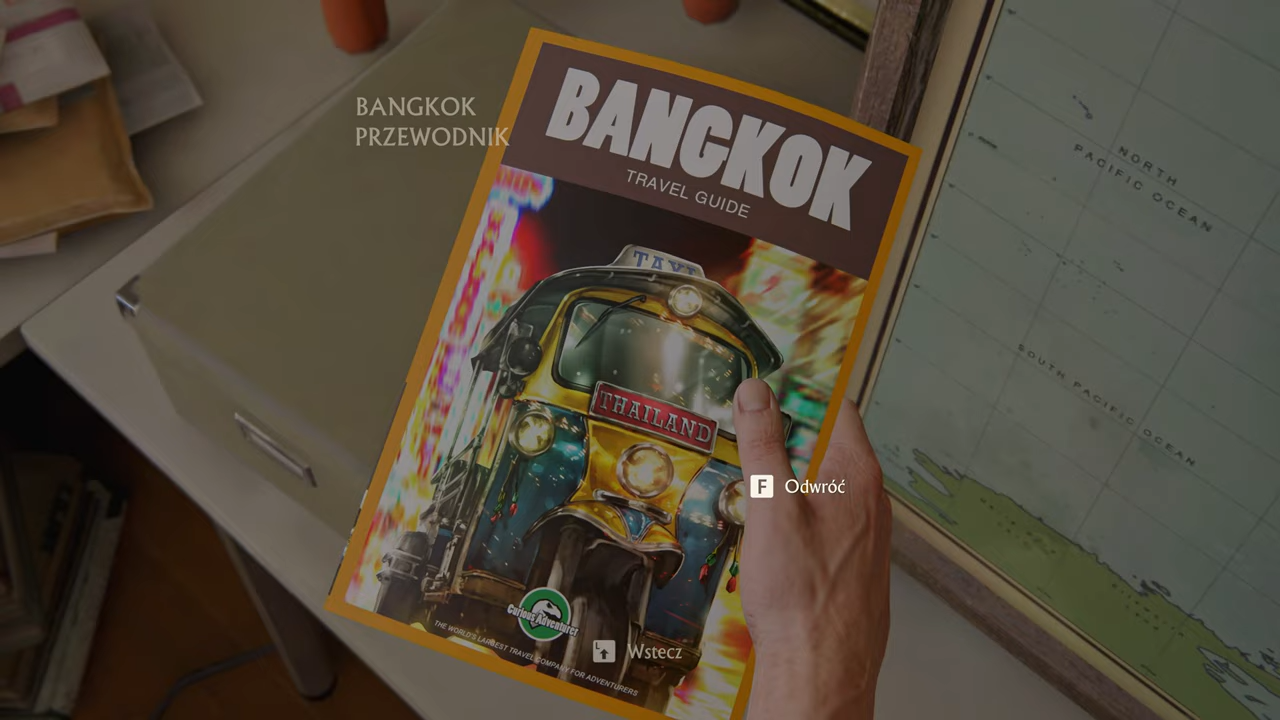 BANGKOK
PRZEWODNIK
BANGKOK
TRAVEL GUIDE
TAXI
THAILAND
Curious Adventurer
THE WORLD'S LARGEST TRAVEL COMPANY FOR ADVENTURERS
F Odwróć
Wstecz
NORTH
PACIFIC OCEAN
SOUTH PACIFIC OCEAN